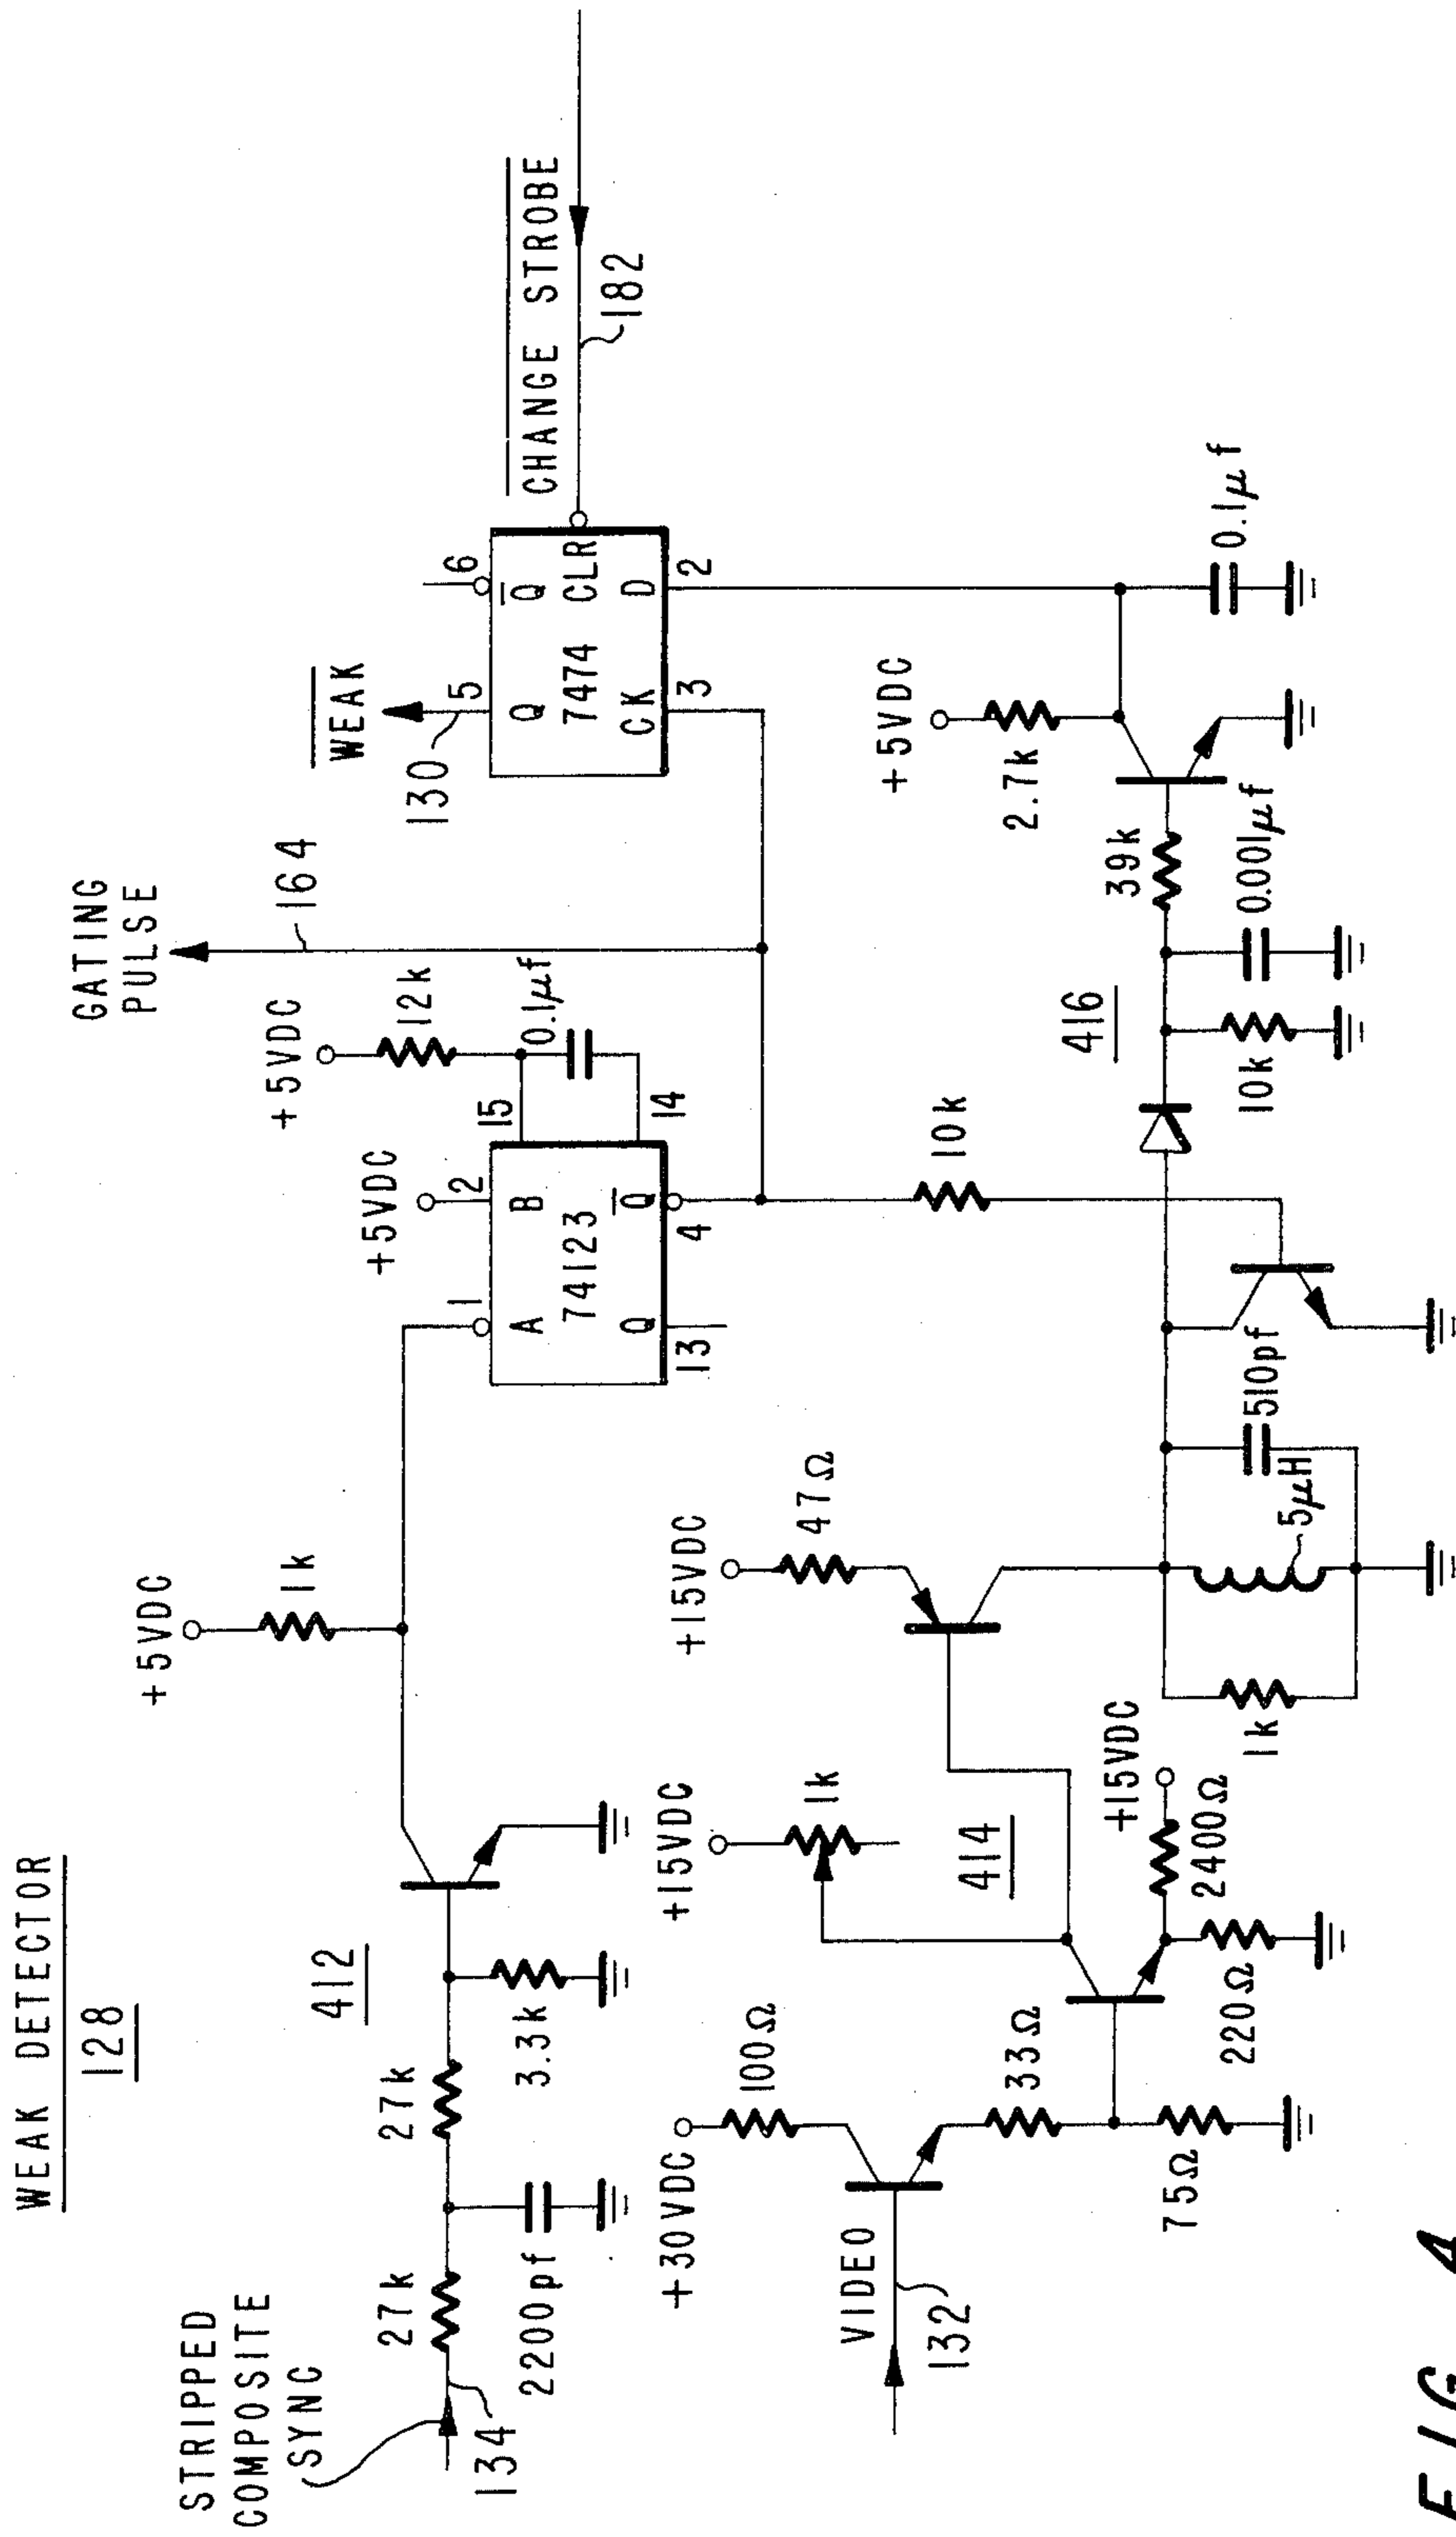 WEAK DETECTOR
128
STRIPPED
COMPOSITE
SYNC
134
27k
2200pf
27k
3.3k
412
+5VDC
1k
+5VDC
1
2
A
B
74123
Q
Q
13
4
15
14
+5VDC
12k
0.1μf
GATING
PULSE
164
WEAK
130
5
6
Q
Q
7474
CLR
CK
D
3
2
CHANGE STROBE
182
VIDEO
132
+30VDC
100Ω
33Ω
75Ω
220Ω
2400Ω
+15VDC
414
+15VDC
1k
+15VDC
47Ω
1k
5μH
510pf
10k
416
10k
0.001μf
39k
+5VDC
2.7k
0.1μf
FIG 4